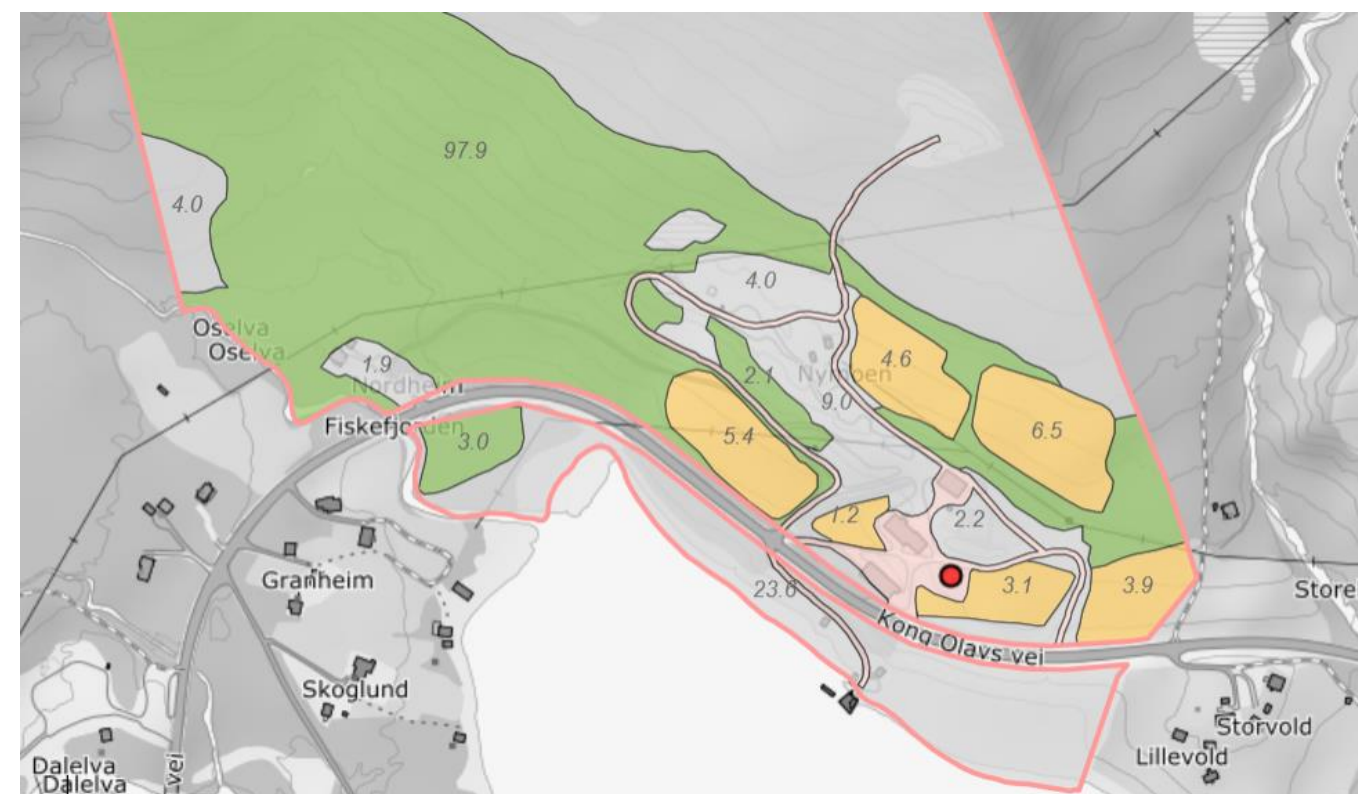 97.9
4.0
4.0
Oselva
Oselva
1.9
Nordheim
4.6
2.1
Nymoen
9.0
Fiskefjorden
3.0
5.4
6.5
1.2
2.2
Granheim
23.6
3.1
3.9
Storel
Kong Olavs vei
Skoglund
Storvold
Lillevold
Dalelva
Dalelva
vei